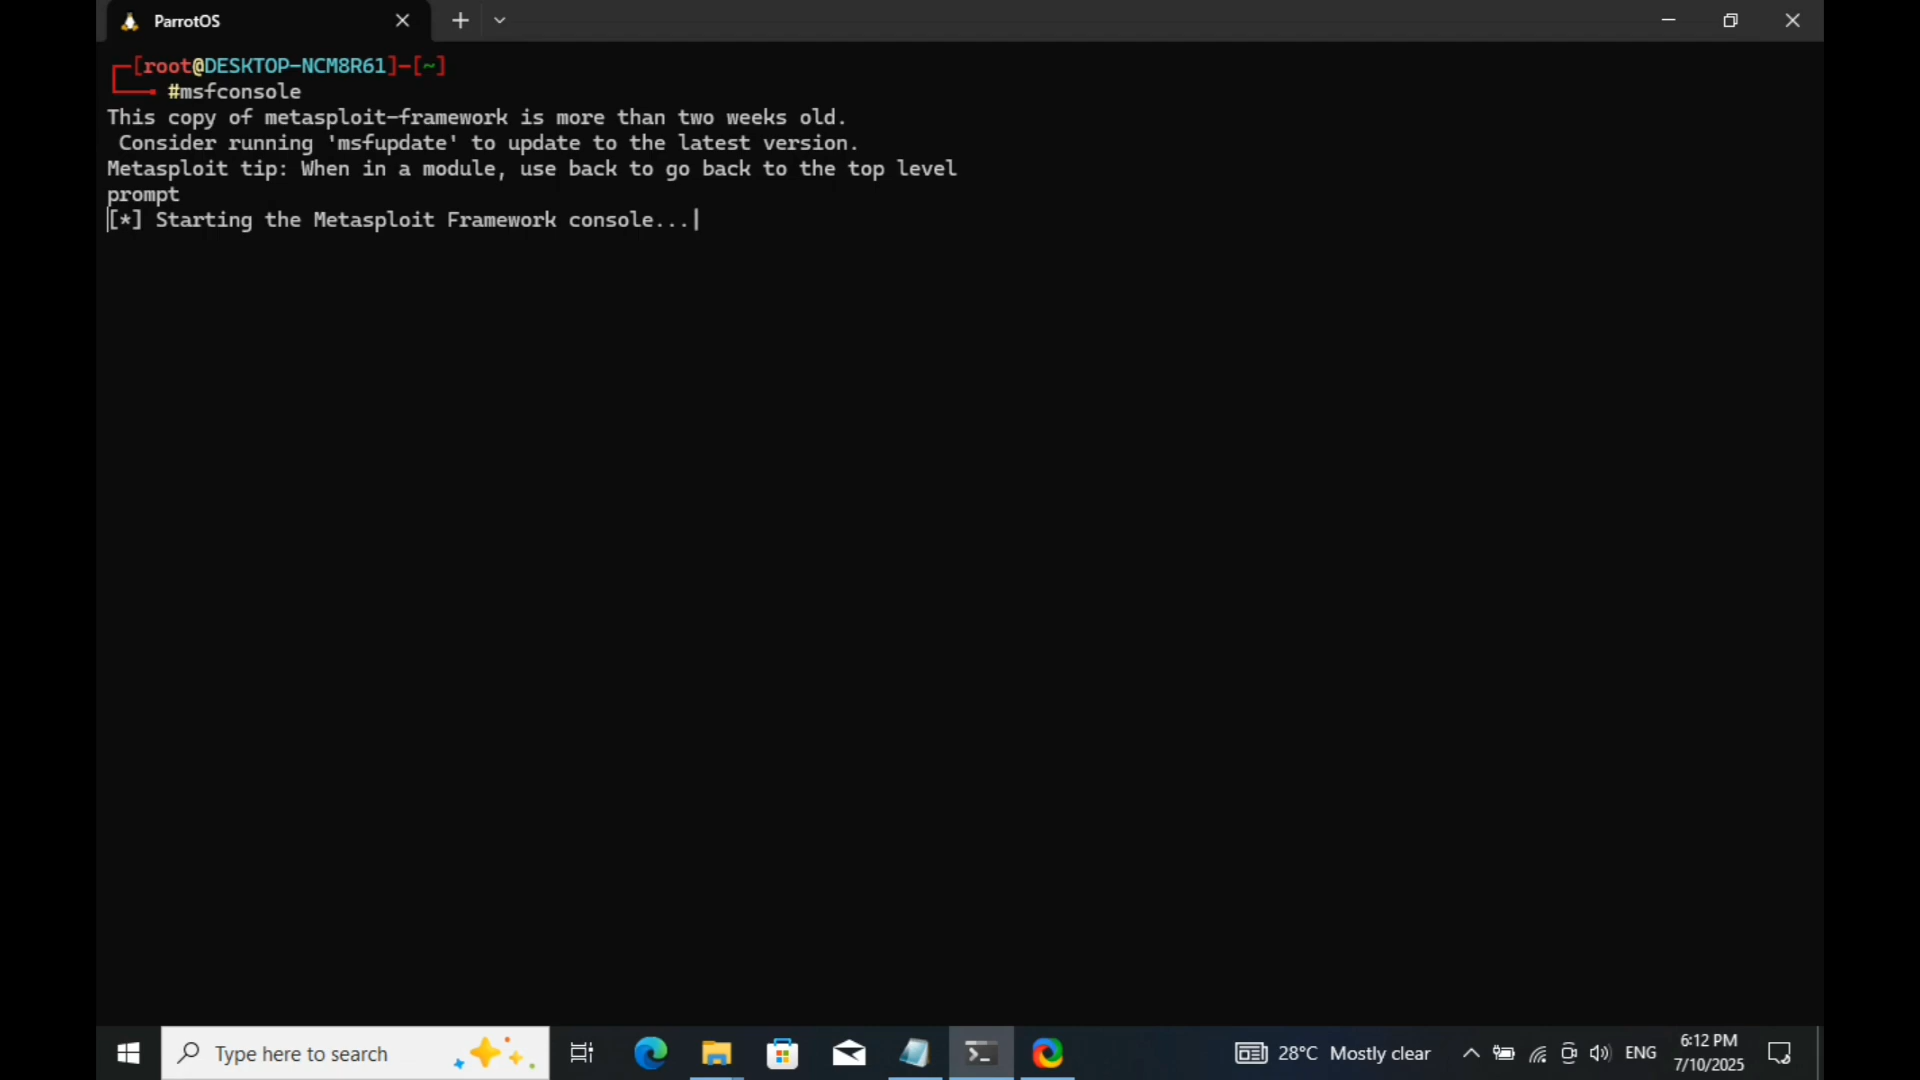 ParrotOS
[root@DESKTOP-NCM8R61]-[~]
#msfconsole
This copy of metasploit-framework is more than two weeks old.
Consider running 'msfupdate' to update to the latest version.
Metasploit tip: When in a module, use back to go back to the top level
prompt
[*] Starting the Metasploit Framework console...|
Type here to search
28°C Mostly clear
ENG
6:12 PM
7/10/2025